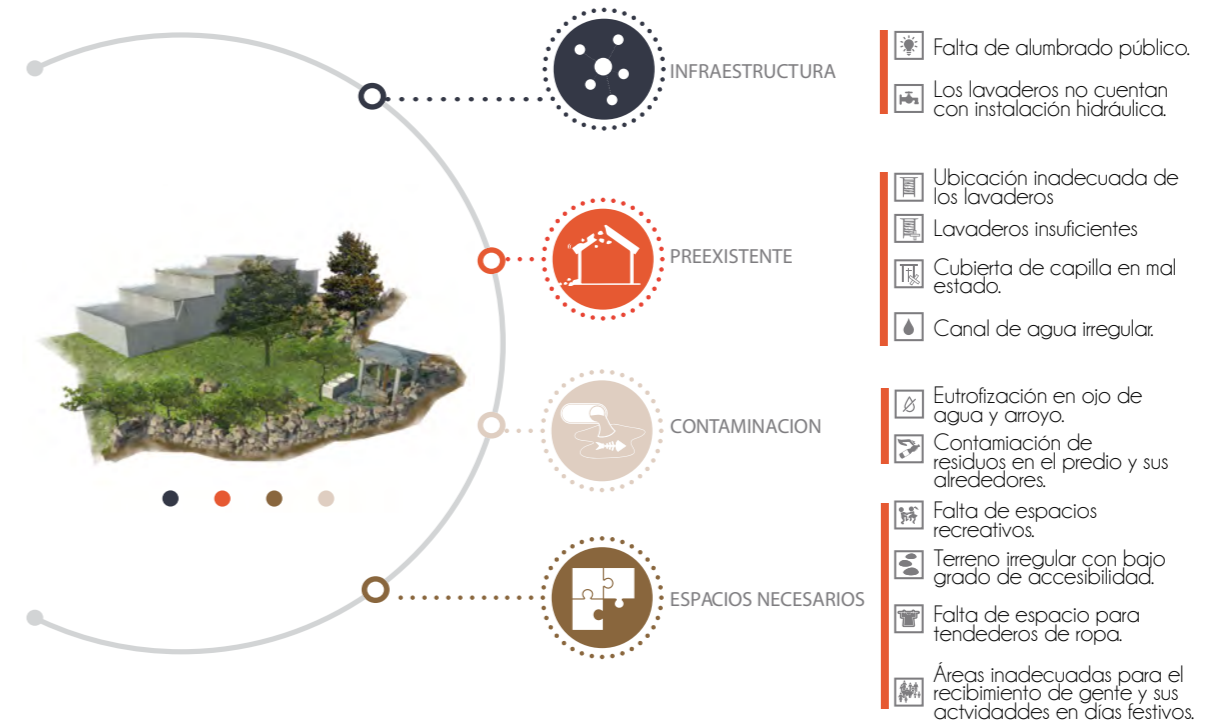 INFRAESTRUCTURA
Falta de alumbrado público.
Los lavaderos no cuentan
con instalación hidráulica.
PREEXISTENTE
Ubicación inadecuada de
los lavaderos
Lavaderos insuficientes
Cubierta de capilla en mal
estado.
Canal de agua irregular.
CONTAMINACION
Eutrofización en ojo de
agua y arroyo.
Contamiación de
residuos en el predio y sus
alrededores.
ESPACIOS NECESARIOS
Falta de espacios
recreativos.
Terreno irregular con bajo
grado de accesibilidad.
Falta de espacio para
tendederos de ropa.
Áreas inadecuadas para el
recibimiento de gente y sus
actvidaddes en días festivos.